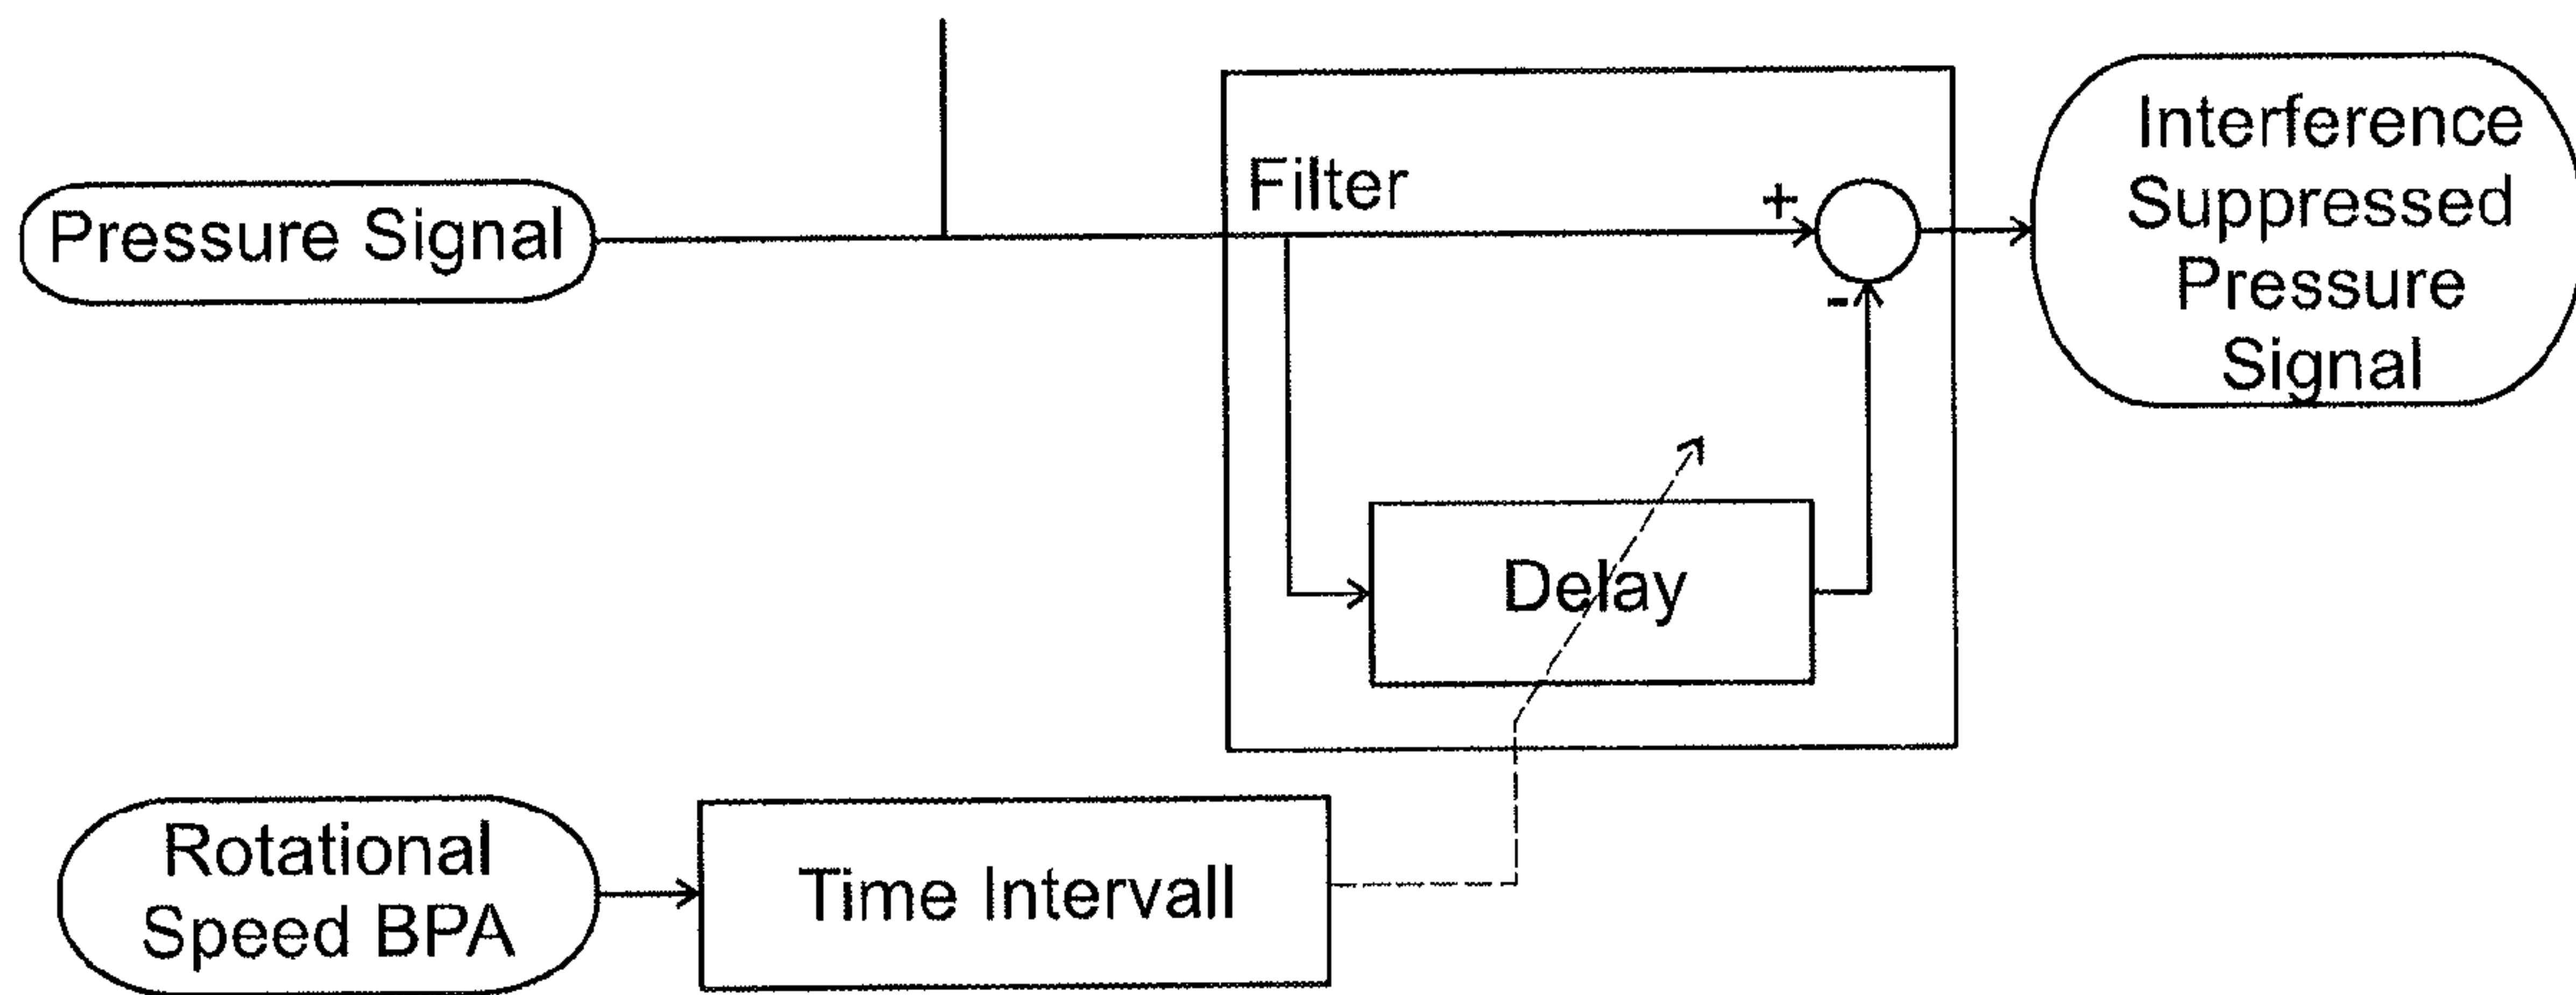 Pressure Signal
Filter
+
-
Interference
Suppressed
Pressure
Signal
Delay
Rotational
Speed BPA
Time Intervall